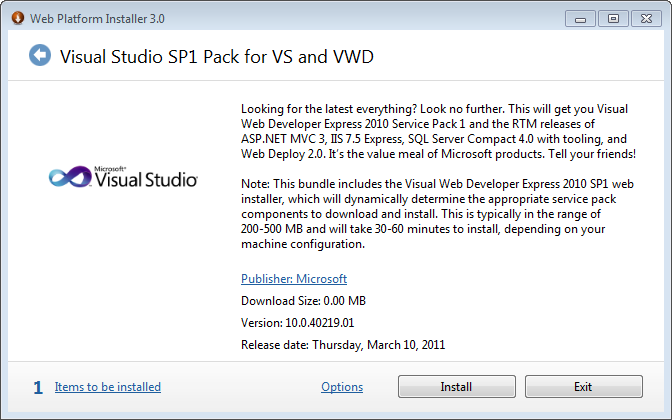 Web Platform Installer 3.0
Visual Studio SP1 Pack for VS and VWD
Looking for the latest everything? Look no further. This will get you Visual
Web Developer Express 2010 Service Pack 1 and the RTM releases of
ASP.NET MVC 3, IIS 7.5 Express, SQL Server Compact 4.0 with tooling, and
Web Deploy 2.0. It's the value meal of Microsoft products. Tell your friends!
Microsoft®
Visual Studio®
Note: This bundle includes the Visual Web Developer Express 2010 SP1 web
installer, which will dynamically determine the appropriate service pack
components to download and install. This is typically in the range of
200-500 MB and will take 30-60 minutes to install, depending on your
machine configuration.
Publisher: Microsoft
Download Size: 0.00 MB
Version: 10.0.40219.01
Release date: Thursday, March 10, 2011
1 Items to be installed Options Install Exit